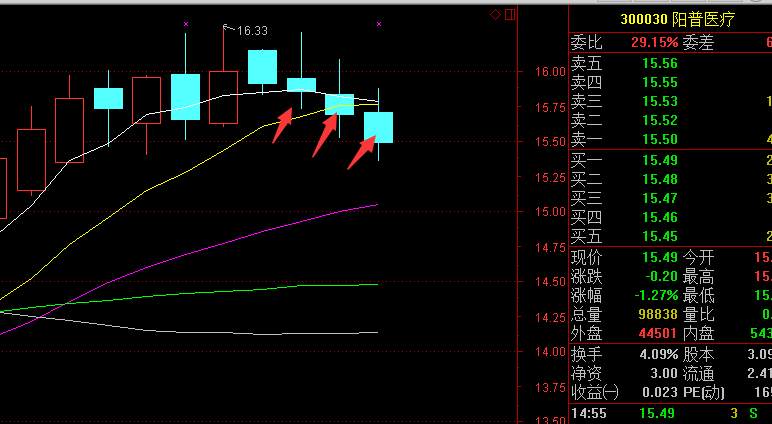 16.33
16.00
15.75
15.50
15.25
15.00
14.75
14.50
14.25
14.00
13.75
13.50
300030 阳普医疗
委比 29.15% 委差 6
卖五 15.56
卖四 15.55
卖三 15.53 1
卖二 15.52
卖一 15.50 4
买一 15.49 2
买二 15.48 3
买三 15.47 3
买四 15.46
买五 15.45 2
现价 15.49 今开 15.
涨跌 -0.20 最高 15.
涨幅 -1.27% 最低 15.
总量 98838 量比 0.
外盘 44501 内盘 543
换手 4.09% 股本 3.09
净资 3.00 流通 2.41
收益(一) 0.023 PE(动) 169
14:55 15.49 3 S